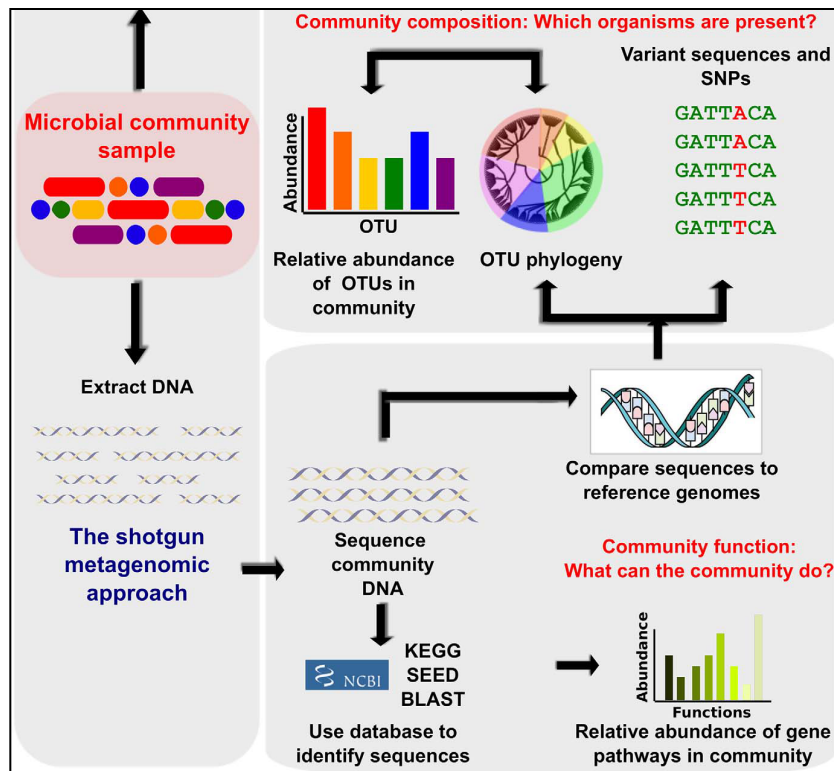 Community composition: Which organisms are present?
Microbial community
sample
Abundance
OTU
Relative abundance
of OTUs in
community
OTU phylogeny
Variant sequences and
SNPs
GATTACA
GATTACA
GATTTCA
GATTTCA
GATTTCA
Extract DNA
The shotgun
metagenomic
approach
Sequence
community
DNA
Compare sequences to
reference genomes
NCBI
KEGG
SEED
BLAST
Use database to
identify sequences
Community function:
What can the community do?
Abundance
Functions
Relative abundance of gene
pathways in community